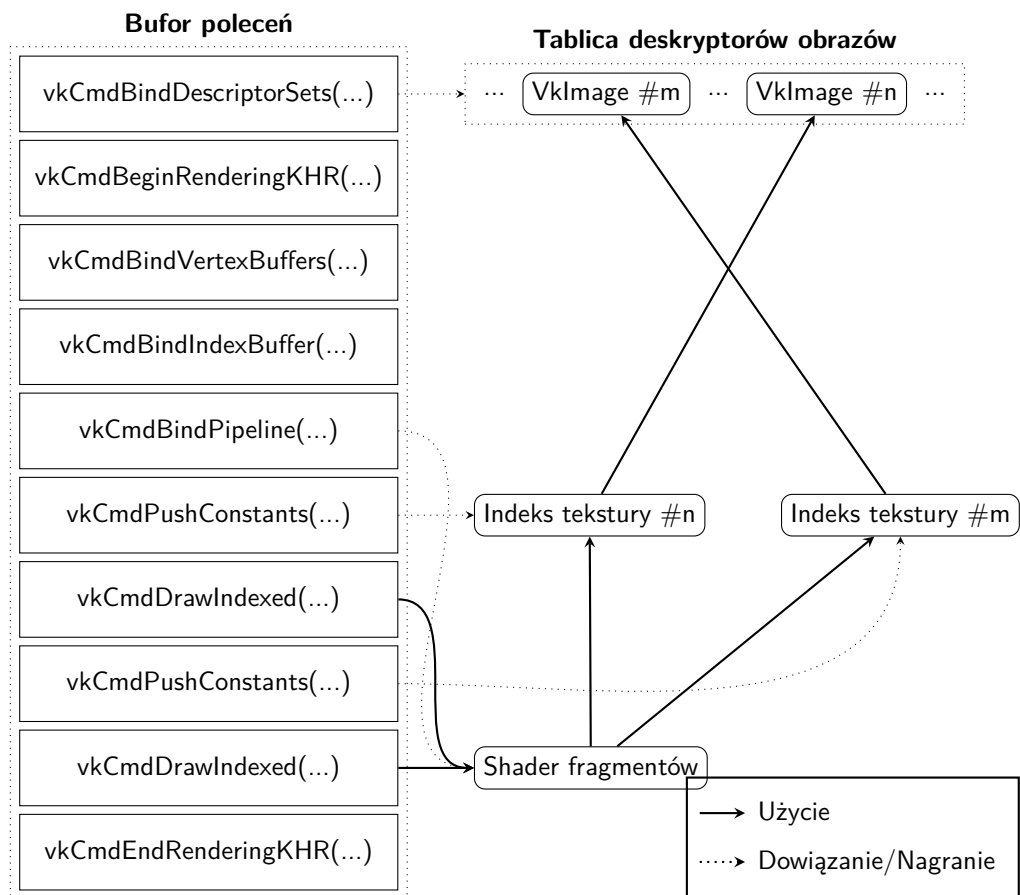 Bufor poleceń
vkCmdBindDescriptorSets(...)
vkCmdBeginRenderingKHR(...)
vkCmdBindVertexBuffers(...)
vkCmdBindIndexBuffer(...)
vkCmdBindPipeline(...)
vkCmdPushConstants(...)
vkCmdDrawIndexed(...)
vkCmdPushConstants(...)
vkCmdDrawIndexed(...)
vkCmdEndRenderingKHR(...)
Tablica deskryptorów obrazów
... VkImage #m ... VkImage #n ...
Indeks tekstury #n
Indeks tekstury #m
Shader fragmentów
Użycie
Dowiązanie/Nagranie